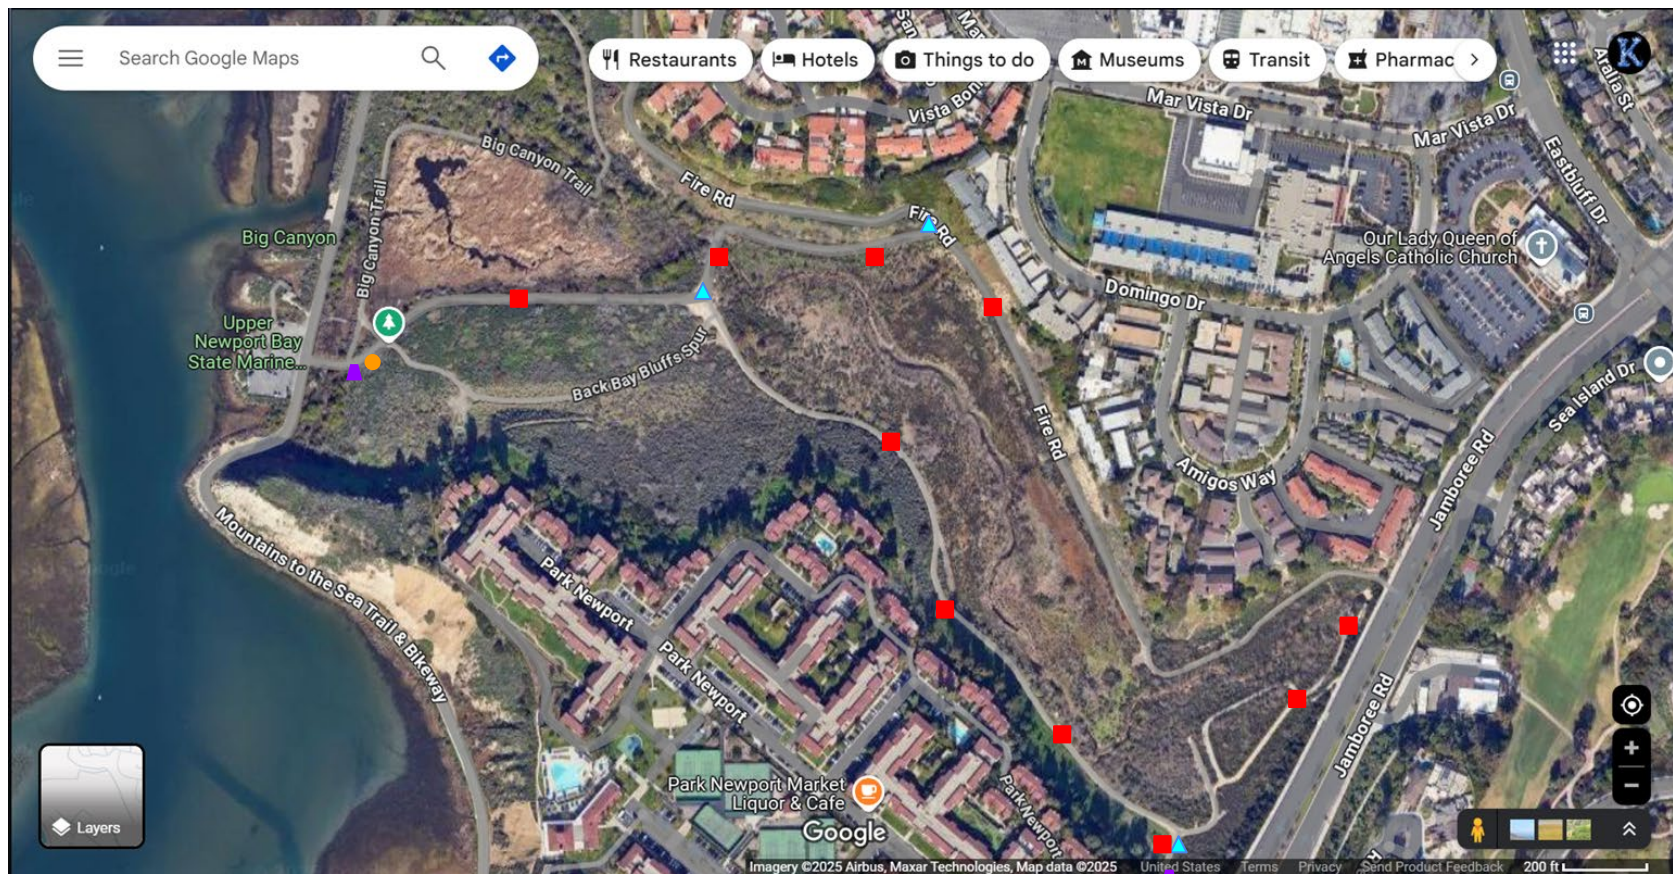 Search Google Maps
Restaurants
Hotels
Things to do
Museums
Transit
Pharmac
Mar Vista Dr
Mar Vista Dr
Aralia St
Eastbluff Dr
Vista Bon
Big Canyon Trail
Big Canyon Trail
Fire Rd
Fire Rd
Big Canyon
Our Lady Queen of
Angels Catholic Church
Domingo Dr
Upper
Newport Bay
State Marine...
Back Bay Bluffs Spur
Fire Rd
Sea Island Dr
Amigos Way
Jamboree Rd
Mountains to the Sea Trail & Bikeway
Park Newport
Park Newport
Jamboree Rd
Park Newport Market
Liquor & Cafe
Park Newport
Layers
Google
Imagery ©2025 Airbus, Maxar Technologies, Map data ©2025
United States
Terms
Privacy
Send Product Feedback
200 ft